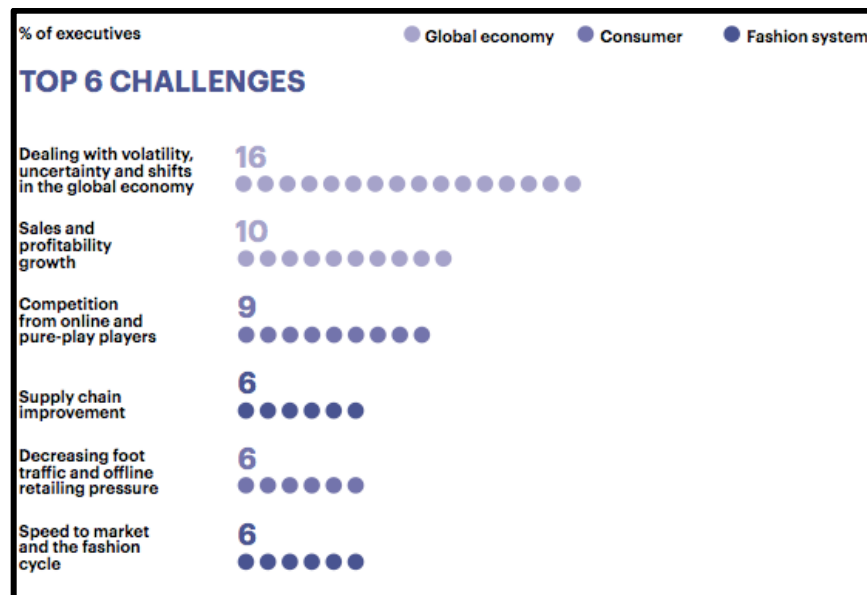 % of executives
Global economy
Consumer
Fashion system
TOP 6 CHALLENGES
Dealing with volatility,
uncertainty and shifts
in the global economy
16
Sales and
profitability
growth
10
Competition
from online and
pure-play players
9
Supply chain
improvement
6
Decreasing foot
traffic and offline
retailing pressure
6
Speed to market
and the fashion
cycle
6